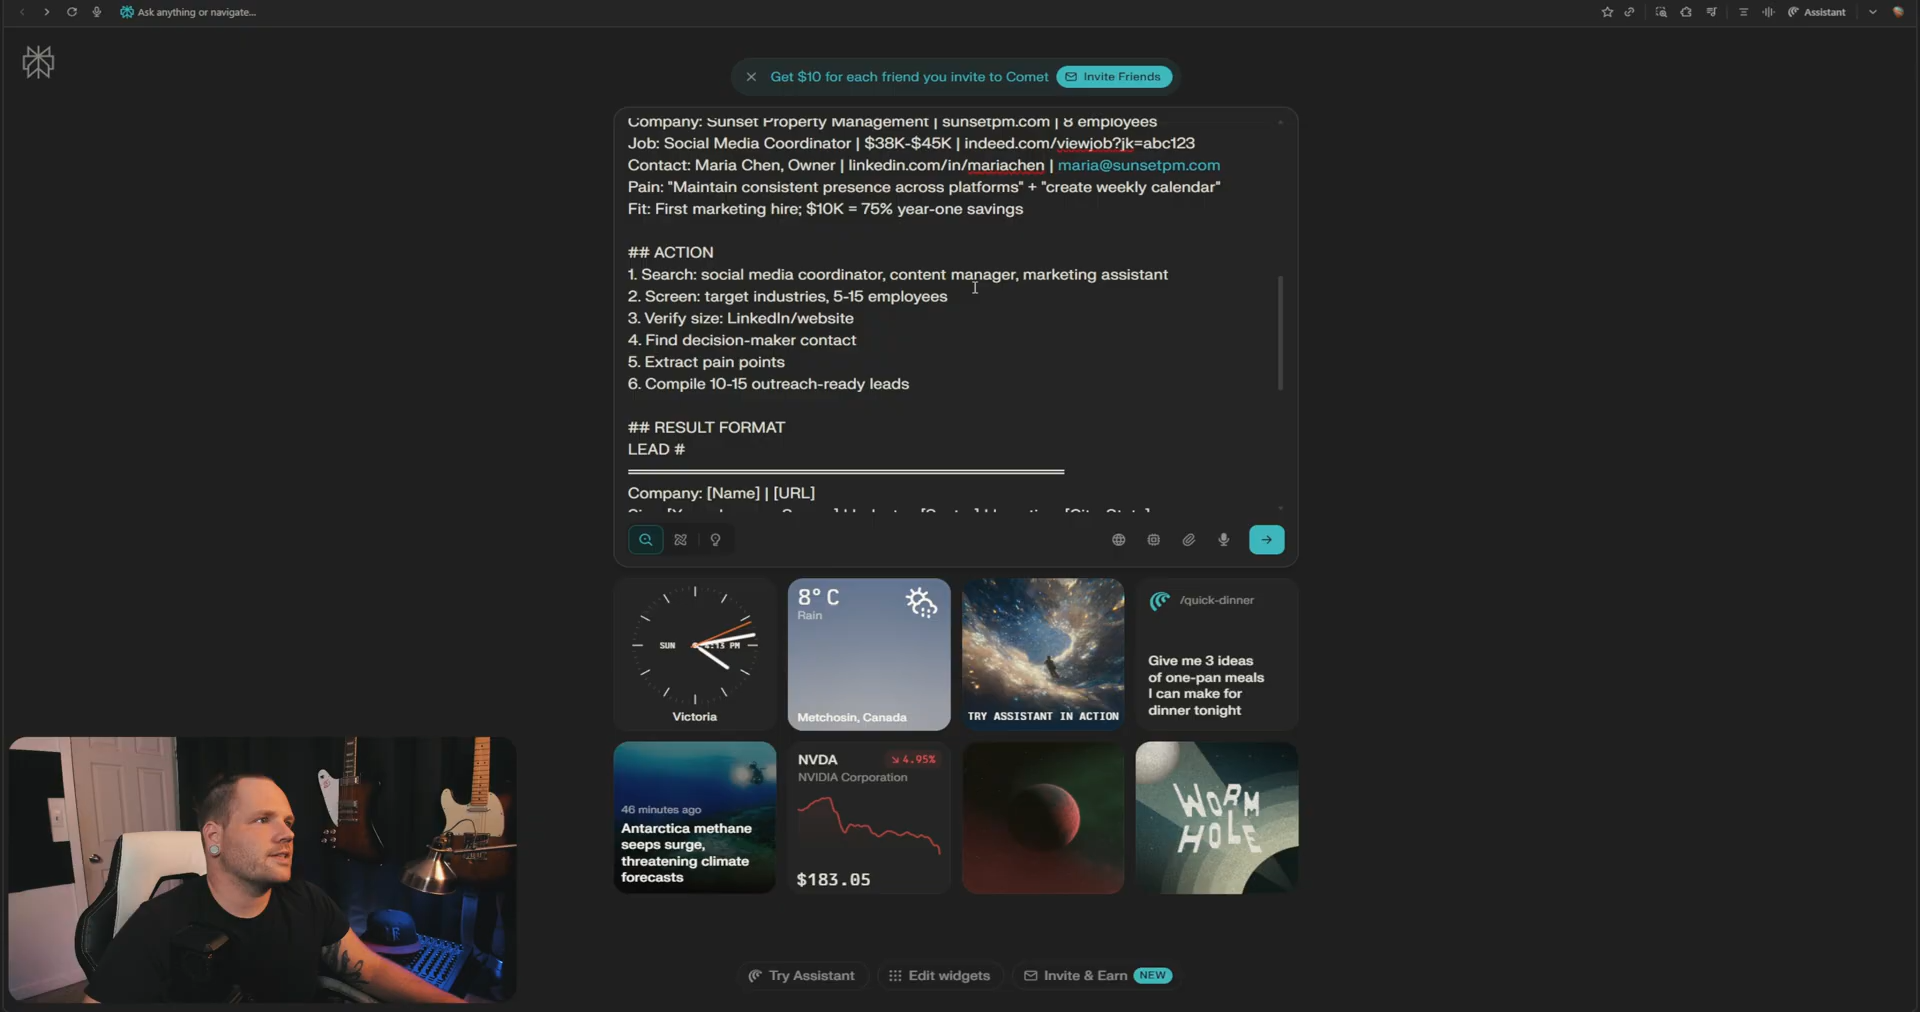 Ask anything or navigate...
Assistant
Get $10 for each friend you invite to Comet
Invite Friends
Company: Sunset Property Management | sunsetpm.com | 8 employees
Job: Social Media Coordinator | $38K-$45K | indeed.com/viewjob?jk=abc123
Contact: Maria Chen, Owner | linkedin.com/in/mariachen | maria@sunsetpm.com
Pain: "Maintain consistent presence across platforms" + "create weekly calendar"
Fit: First marketing hire; $10K = 75% year-one savings
## ACTION
1. Search: social media coordinator, content manager, marketing assistant
2. Screen: target industries, 5-15 employees
3. Verify size: LinkedIn/website
4. Find decision-maker contact
5. Extract pain points
6. Compile 10-15 outreach-ready leads
## RESULT FORMAT
LEAD #
Company: [Name] | [URL]
SUN 4:13 PM
Victoria
8° C
Rain
Metchosin, Canada
TRY ASSISTANT IN ACTION
/quick-dinner
Give me 3 ideas
of one-pan meals
I can make for
dinner tonight
46 minutes ago
Antarctica methane
seeps surge,
threatening climate
forecasts
NVDA
4.95%
NVIDIA Corporation
$183.05
WORM
HOLE
Try Assistant
Edit widgets
Invite & Earn
NEW